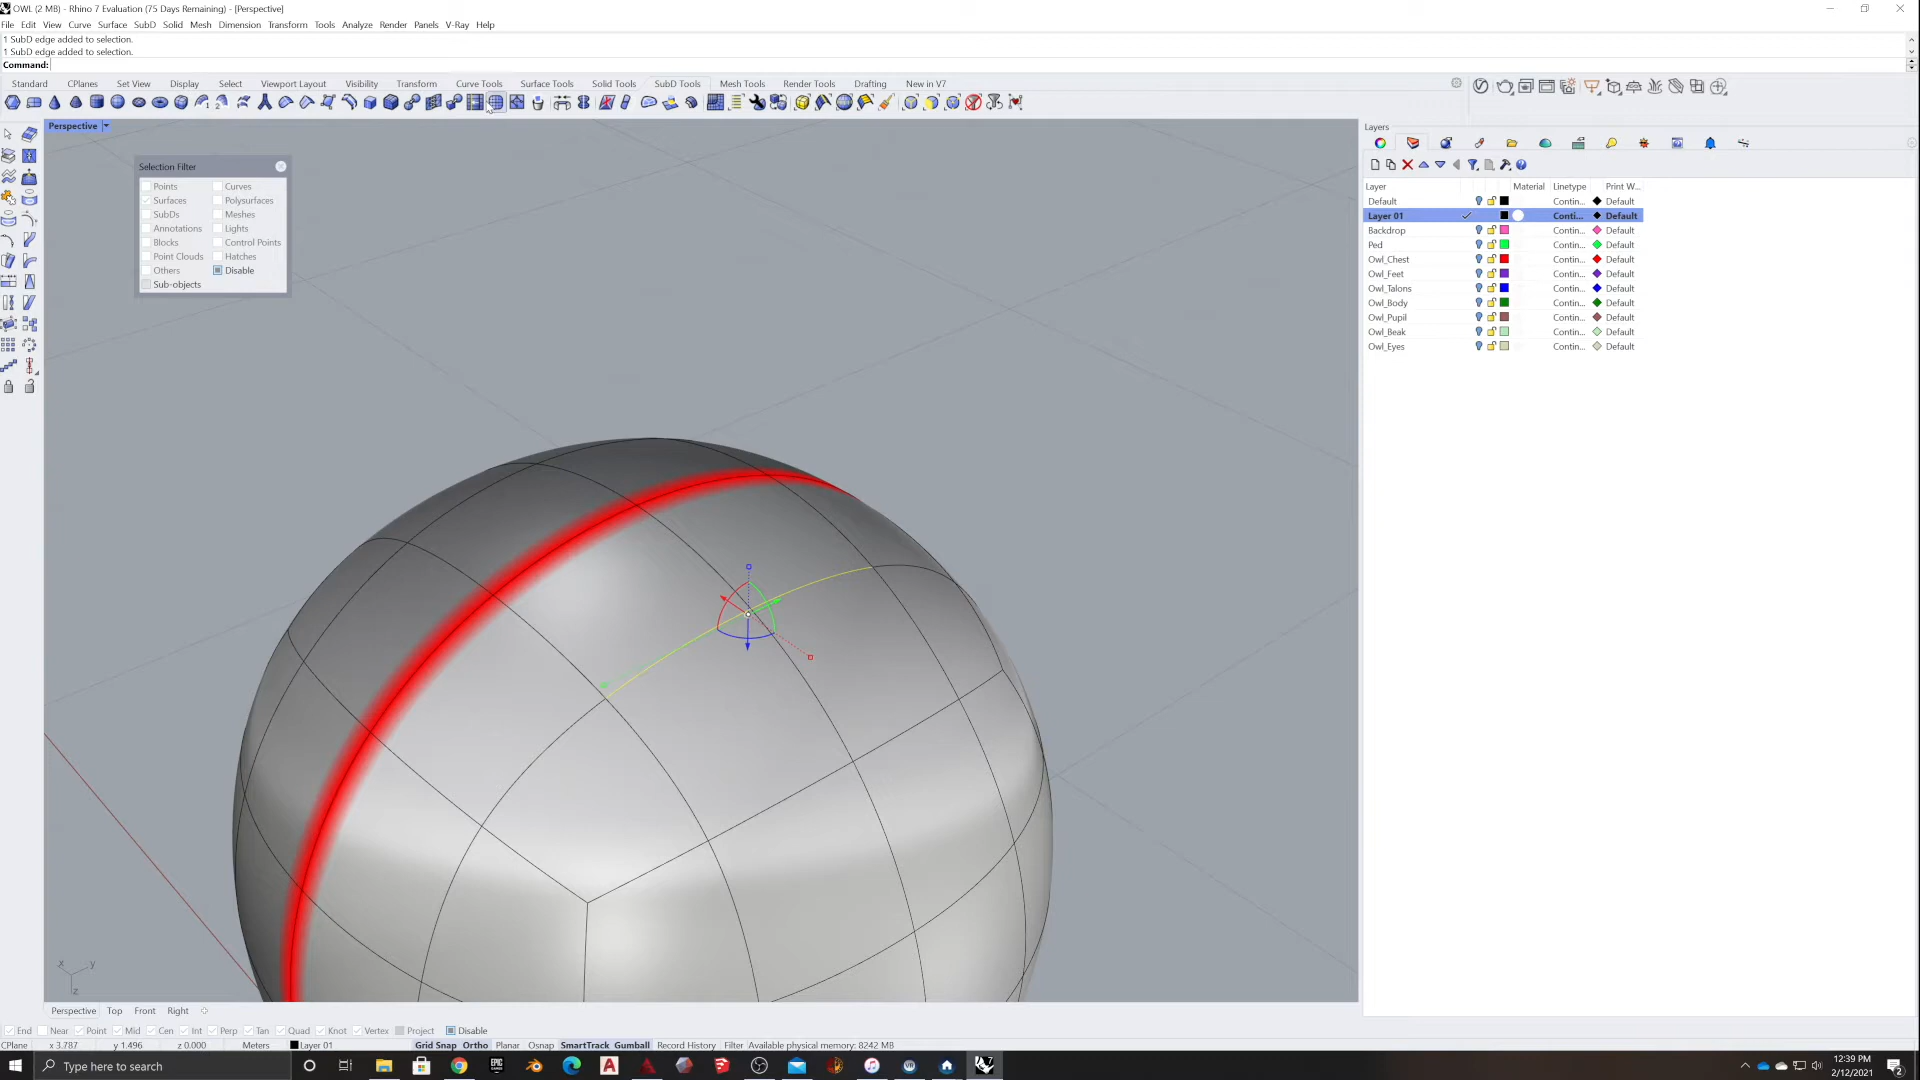 OWL (2 MB) - Rhino 7 Evaluation (75 Days Remaining) - [Perspective]
File Edit View Curve Surface SubD Solid Mesh Dimension Transform Tools Analyze Render Panels V-Ray Help
1 SubD edge added to selection.
1 SubD edge added to selection.
Command:
Standard CPlanes Set View Display Select Viewport Layout Visibility Transform Curve Tools Surface Tools Solid Tools SubD Tools Mesh Tools Render Tools Drafting New in V7
Perspective
Layers
Selection Filter
Points Curves
Surfaces Polysurfaces
SubDs Meshes
Annotations Lights
Blocks Control Points
Point Clouds Hatches
Others Disable
Sub-objects
Layer Material Linetype Print W...
Default Contin... Default
Layer 01 Conti... Default
Backdrop Contin... Default
Ped Contin... Default
Owl_Chest Contin... Default
Owl_Feet Contin... Default
Owl_Talons Contin... Default
Owl_Body Contin... Default
Owl_Pupil Contin... Default
Owl_Beak Contin... Default
Owl_Eyes Contin... Default
x y
z
Perspective Top Front Right
End Near Point Mid Cen Int Perp Tan Quad Knot Vertex Project Disable
CPlane x 3.787 y 1.496 z 0.000 Meters Layer 01 Grid Snap Ortho Planar Osnap SmartTrack Gumball Record History Filter Available physical memory: 8242 MB
Type here to search
12:39 PM
2/12/2021